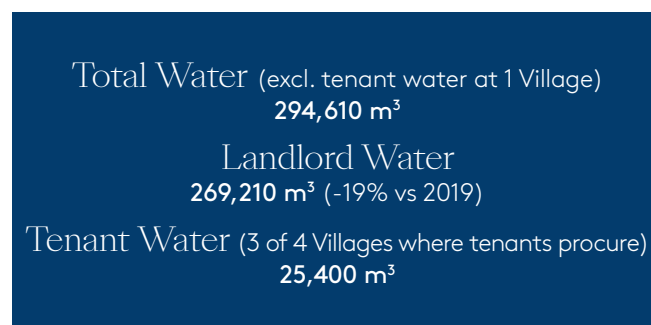 Total Water (excl. tenant water at 1 Village)
294,610 m³
Landlord Water
269,210 m³ (-19% vs 2019)
Tenant Water (3 of 4 Villages where tenants procure)
25,400 m³